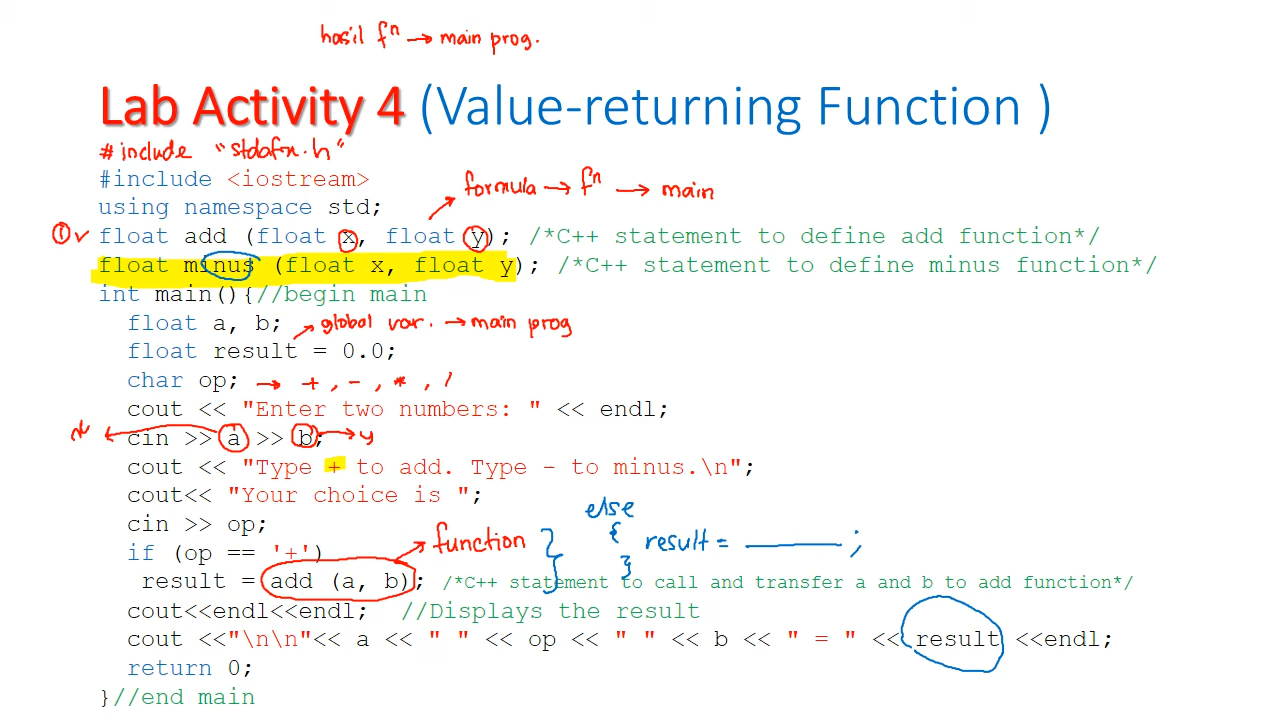 hasil fⁿ → main prog.
Lab Activity 4 (Value-returning Function )
#include "stdafx.h"
#include <iostream>
formula → fⁿ → main
using namespace std;
① ✓ float add (float x, float y); /*C++ statement to define add function*/
float minus (float x, float y); /*C++ statement to define minus function*/
int main(){//begin main
float a, b; → global var. → main prog
float result = 0.0;
char op; → +, -, *, /
cout << "Enter two numbers: " << endl;
x ← cin >> a >> b; → y
cout << "Type + to add. Type - to minus.\n";
cout<< "Your choice is ";
else
cin >> op;
{ result = ______ ;
→ function }
if (op == '+')
}
result = add (a, b); /*C++ statement to call and transfer a and b to add function*/
cout<<endl<<endl; //Displays the result
cout <<"\n\n"<< a << " " << op << " " << b << " = " << result <<endl;
return 0;
}//end main